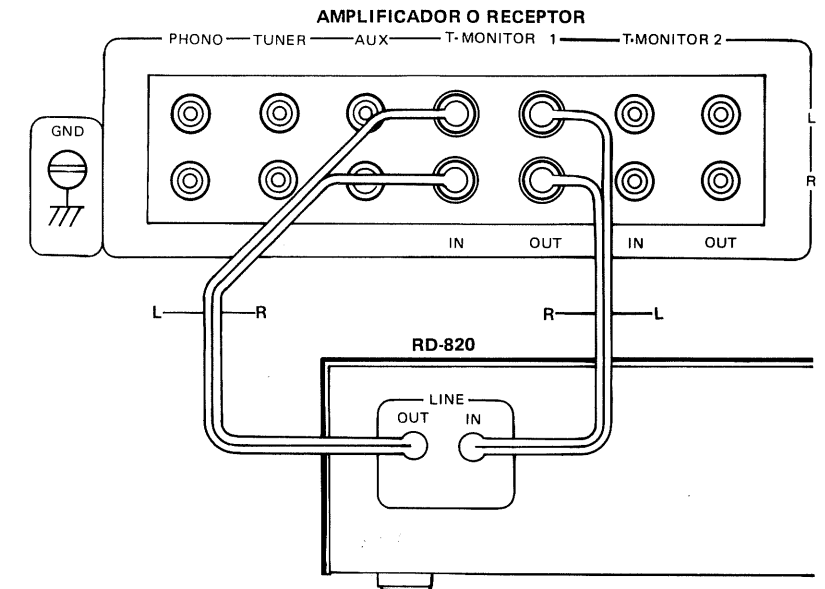 AMPLIFICADOR O RECEPTOR
PHONO TUNER AUX T-MONITOR 1 T-MONITOR 2
L
GND
R
IN OUT IN OUT
L R R L
RD-820
LINE
OUT IN